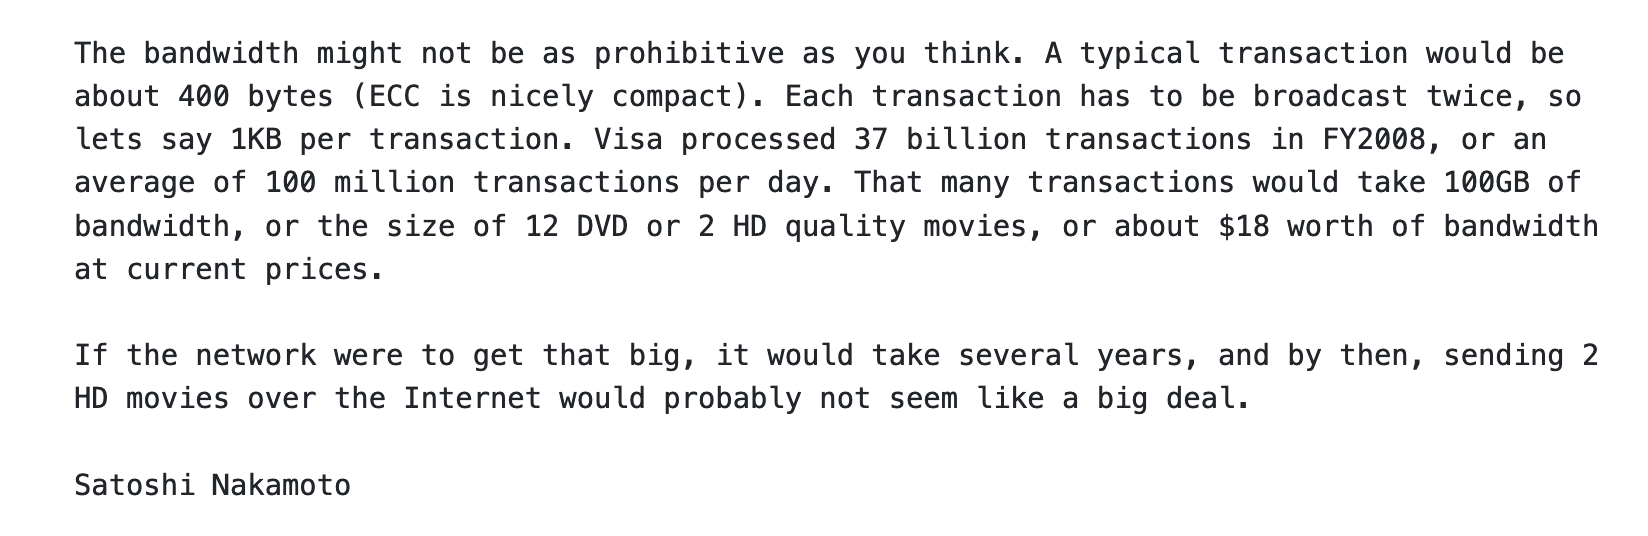 The bandwidth might not be as prohibitive as you think. A typical transaction would be
about 400 bytes (ECC is nicely compact). Each transaction has to be broadcast twice, so
lets say 1KB per transaction. Visa processed 37 billion transactions in FY2008, or an
average of 100 million transactions per day. That many transactions would take 100GB of
bandwidth, or the size of 12 DVD or 2 HD quality movies, or about $18 worth of bandwidth
at current prices.
If the network were to get that big, it would take several years, and by then, sending 2
HD movies over the Internet would probably not seem like a big deal.
Satoshi Nakamoto